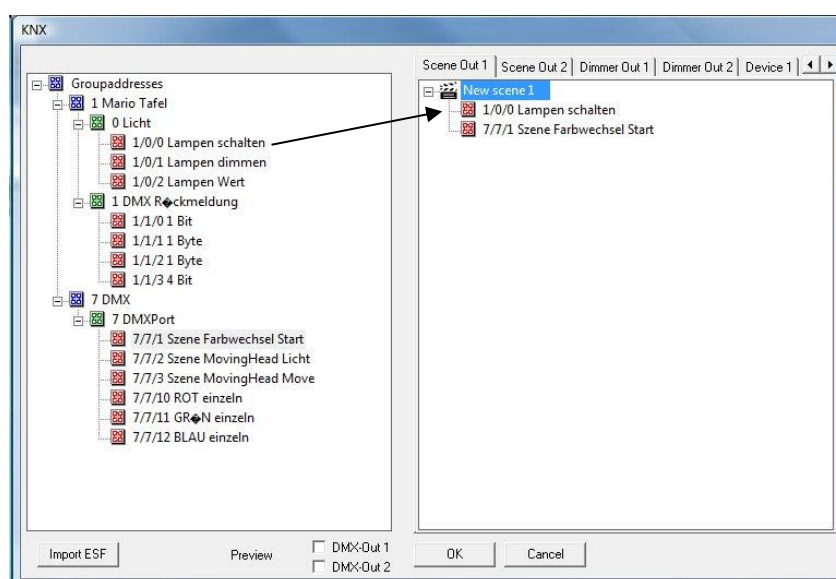 KNX
Groupaddresses
1 Mario Tafel
0 Licht
1/0/0 Lampen schalten
1/0/1 Lampen dimmen
1/0/2 Lampen Wert
1 DMX R�ckmeldung
1/1/0 1 Bit
1/1/1 1 Byte
1/1/2 1 Byte
1/1/3 4 Bit
7 DMX
7 DMXPort
7/7/1 Szene Farbwechsel Start
7/7/2 Szene MovingHead Licht
7/7/3 Szene MovingHead Move
7/7/10 ROT einzeln
7/7/11 GR�N einzeln
7/7/12 BLAU einzeln
Import ESF
Preview
DMX-Out 1
DMX-Out 2
Scene Out 1 Scene Out 2 Dimmer Out 1 Dimmer Out 2 Device 1
New scene 1
1/0/0 Lampen schalten
7/7/1 Szene Farbwechsel Start
OK Cancel